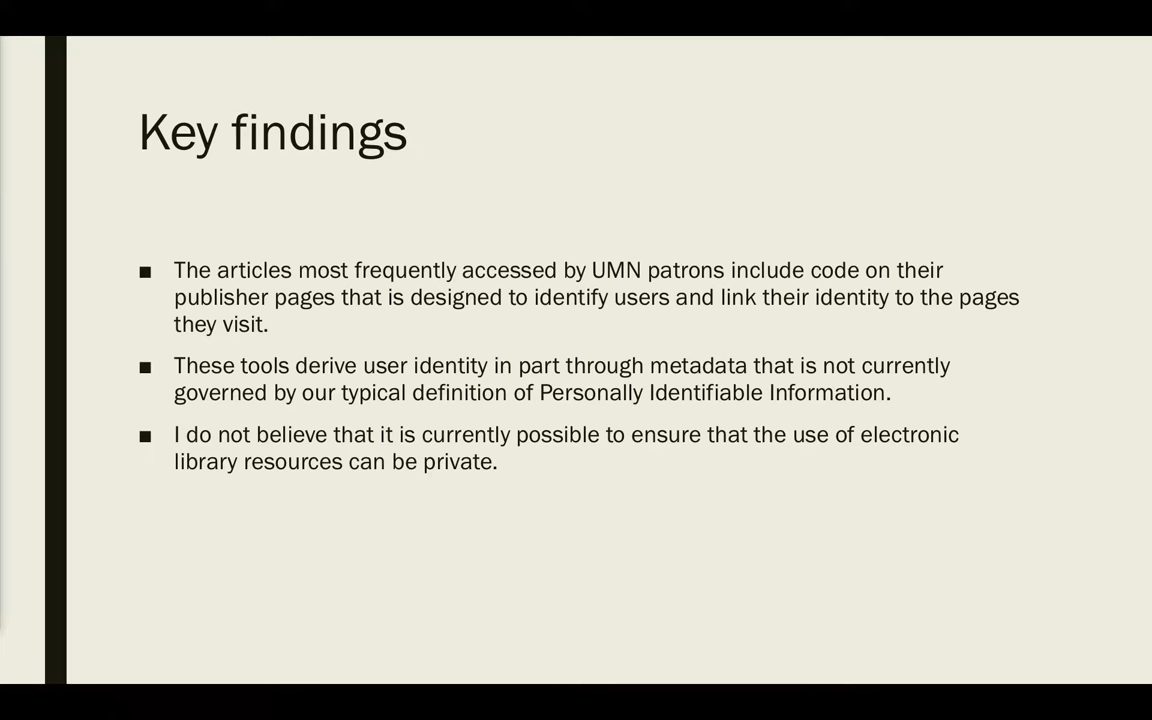 Key findings
■ The articles most frequently accessed by UMN patrons include code on their
publisher pages that is designed to identify users and link their identity to the pages
they visit.
■ These tools derive user identity in part through metadata that is not currently
governed by our typical definition of Personally Identifiable Information.
■ I do not believe that it is currently possible to ensure that the use of electronic
library resources can be private.